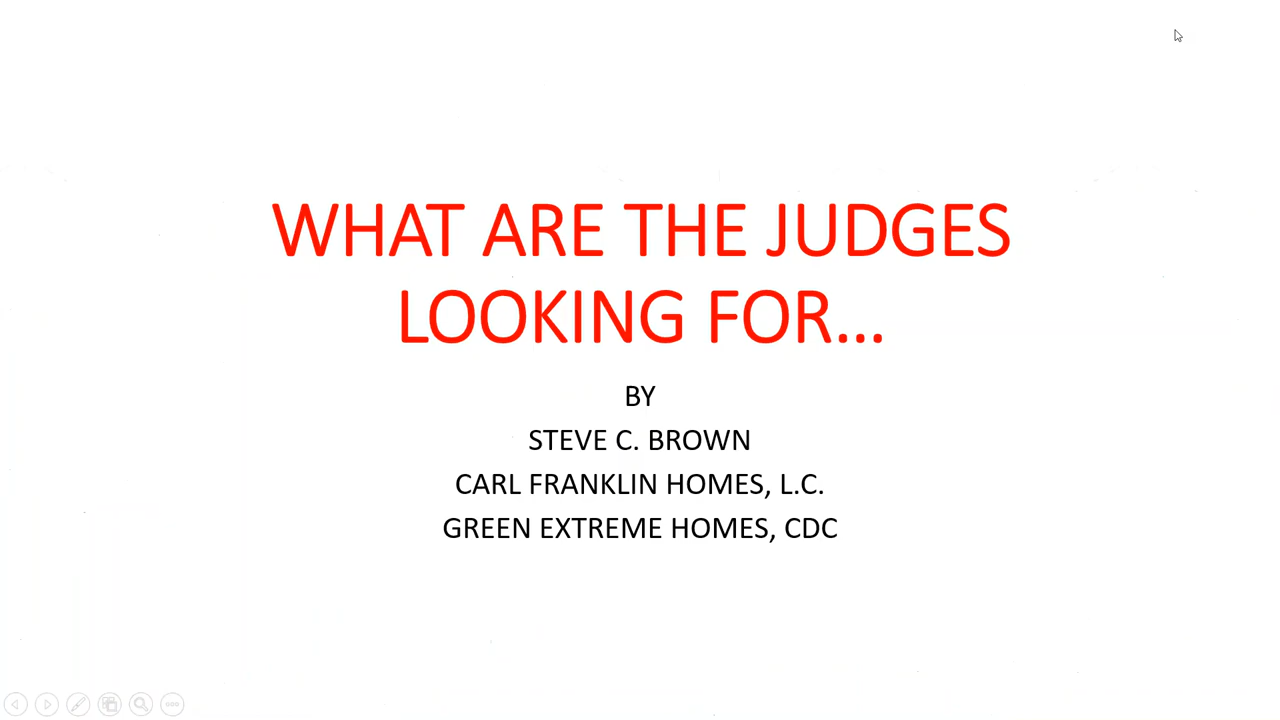 WHAT ARE THE JUDGES
LOOKING FOR...
BY
STEVE C. BROWN
CARL FRANKLIN HOMES, L.C.
GREEN EXTREME HOMES, CDC